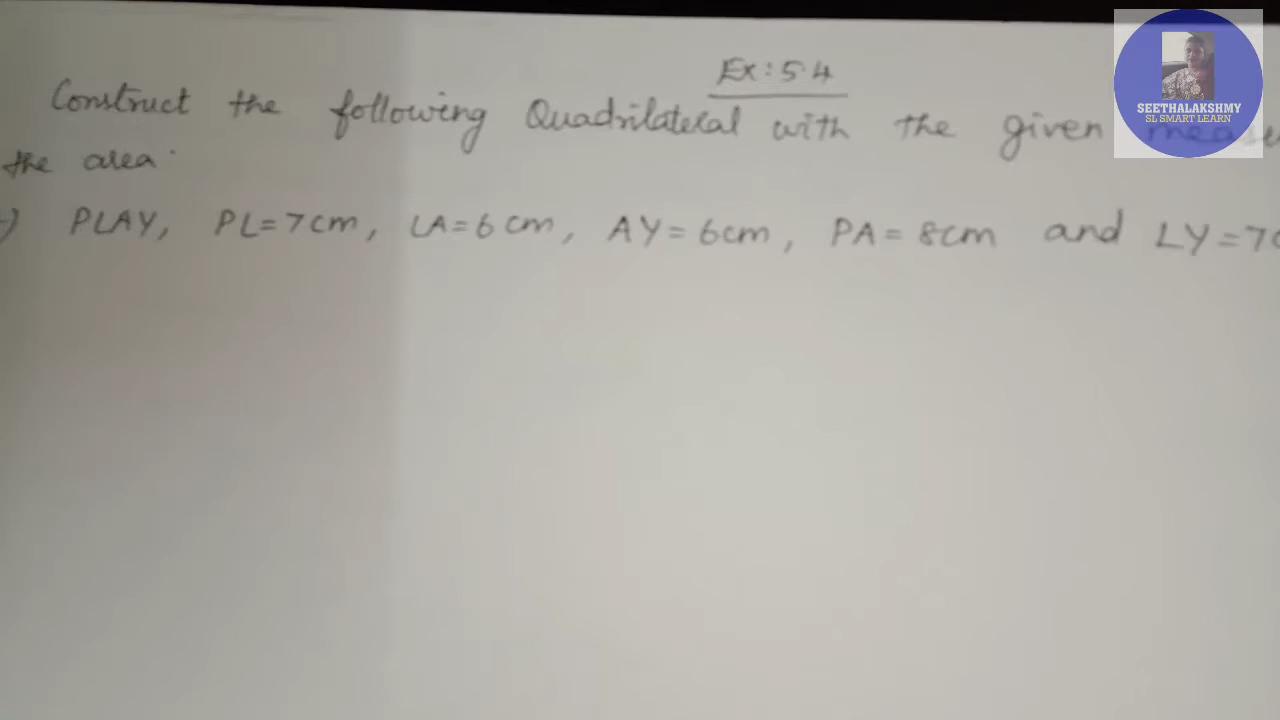 Ex: 5.4
Construct the following Quadrilateral with the given
the area.
PLAY, PL=7cm, LA=6cm, AY=6cm, PA=8cm and LY=7
SEETHALAKSHMY
SL SMART LEARN